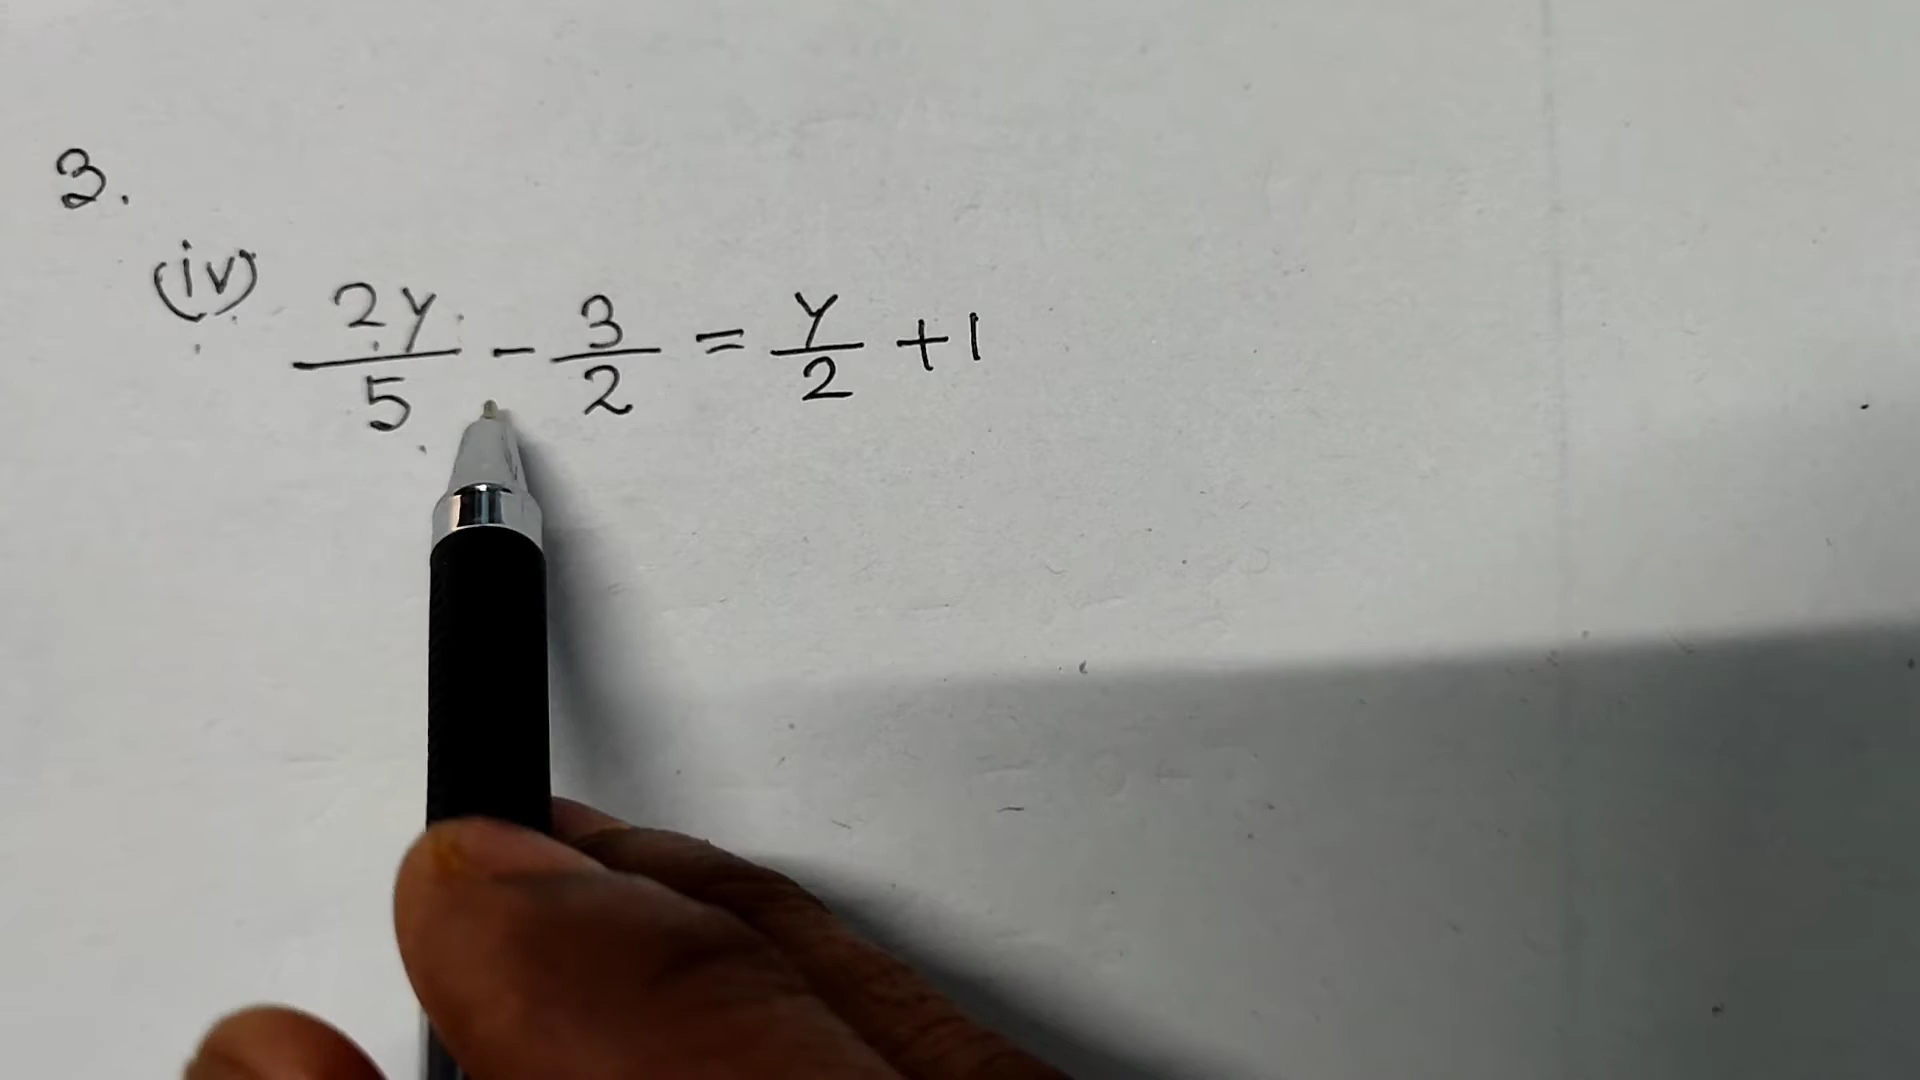 3.
(iv) 2y/5 - 3/2 = y/2 + 1